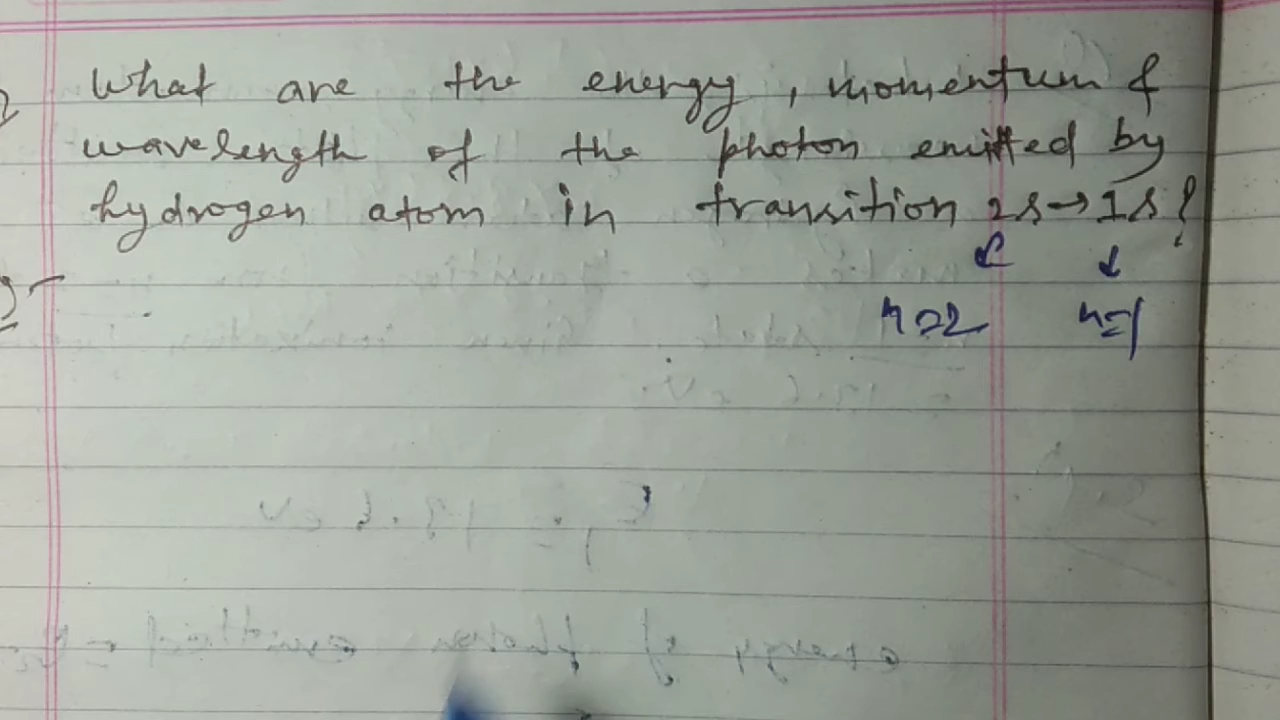 What are the energy, momentum &
wavelength of the photon emitted by
hydrogen atom in transition 2s→1s?
n=2 n=1